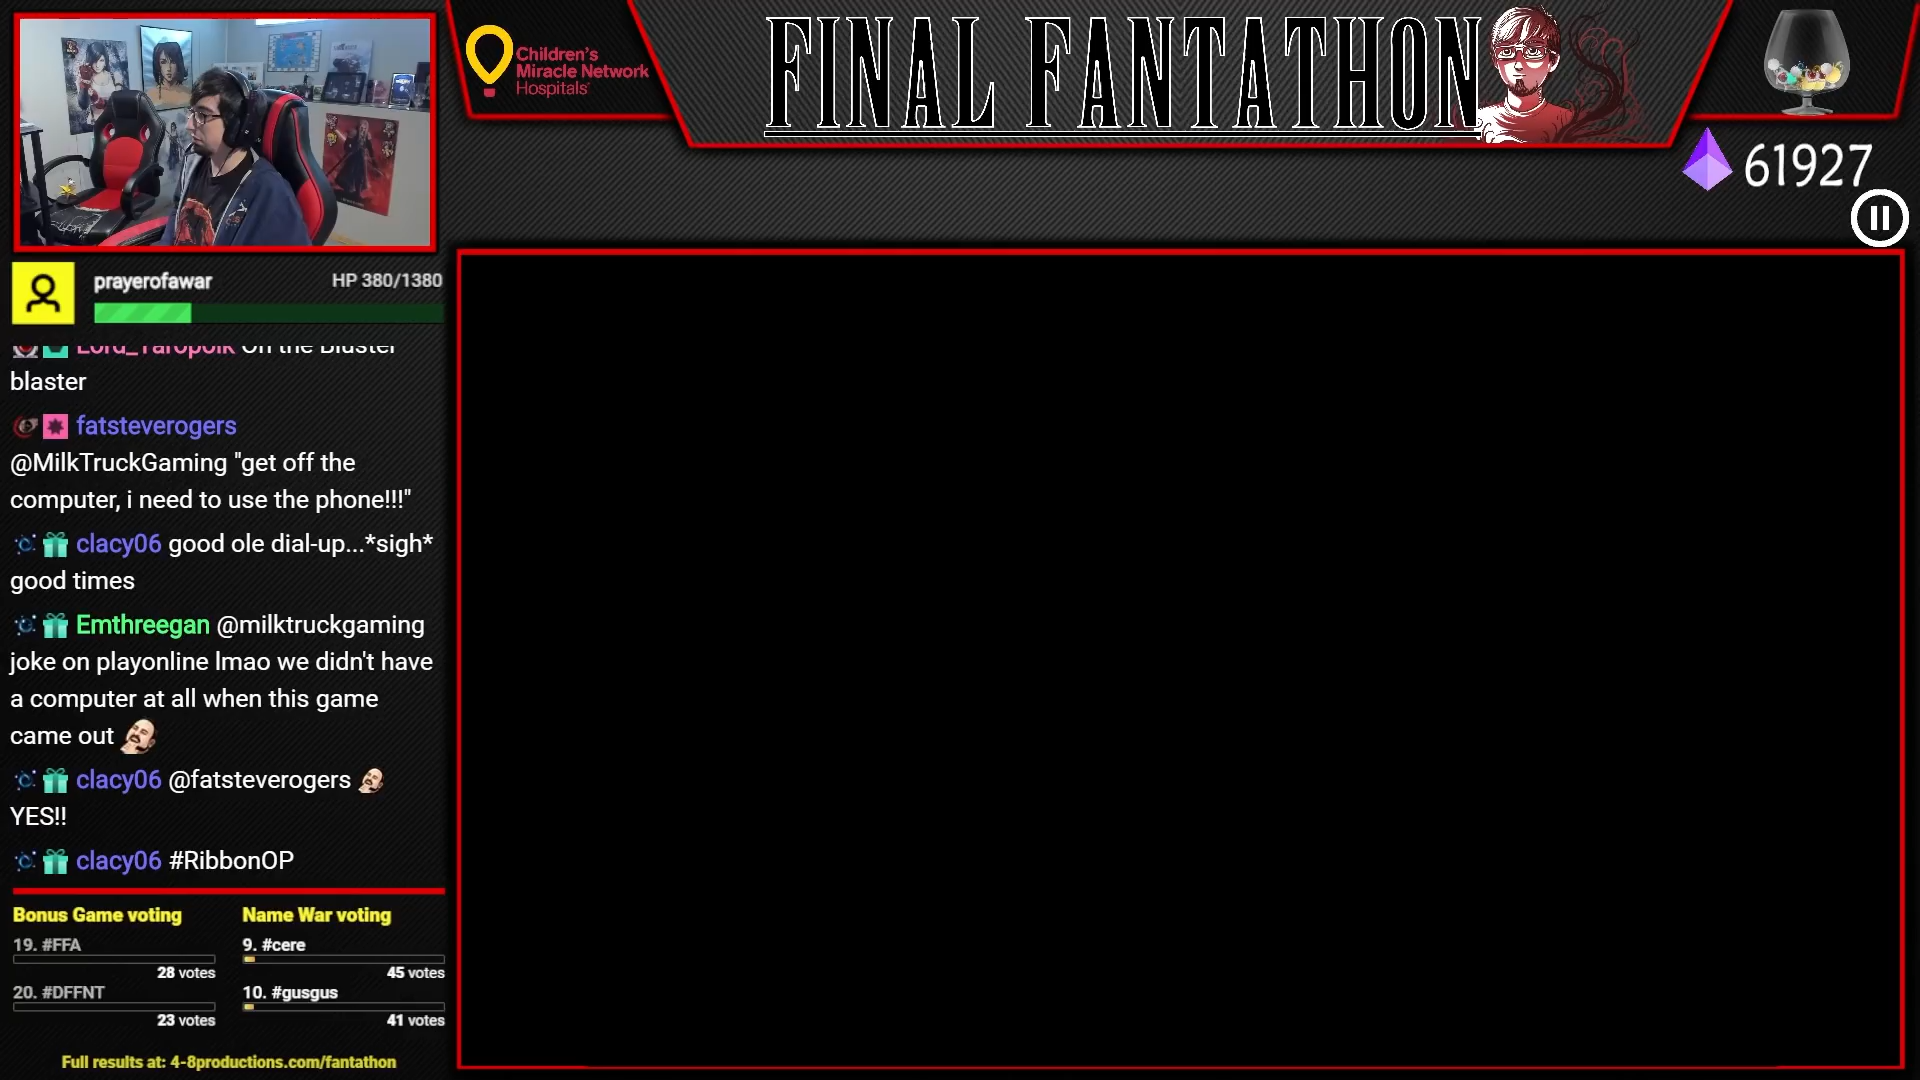 Children's
Miracle Network
Hospitals
FINAL FANTATHON
61927
prayerofawar HP 380/1380
Lord_Taropolk On the Bluster
blaster
fatsteverogers
@MilkTruckGaming "get off the
computer, i need to use the phone!!!"
clacy06 good ole dial-up...*sigh*
good times
Emthreegan @milktruckgaming
joke on playonline lmao we didn't have
a computer at all when this game
came out
clacy06 @fatsteverogers
YES!!
clacy06 #RibbonOP
Bonus Game voting
19. #FFA
28 votes
20. #DFFNT
23 votes
Name War voting
9. #cere
45 votes
10. #gusgus
41 votes
Full results at: 4-8productions.com/fantathon